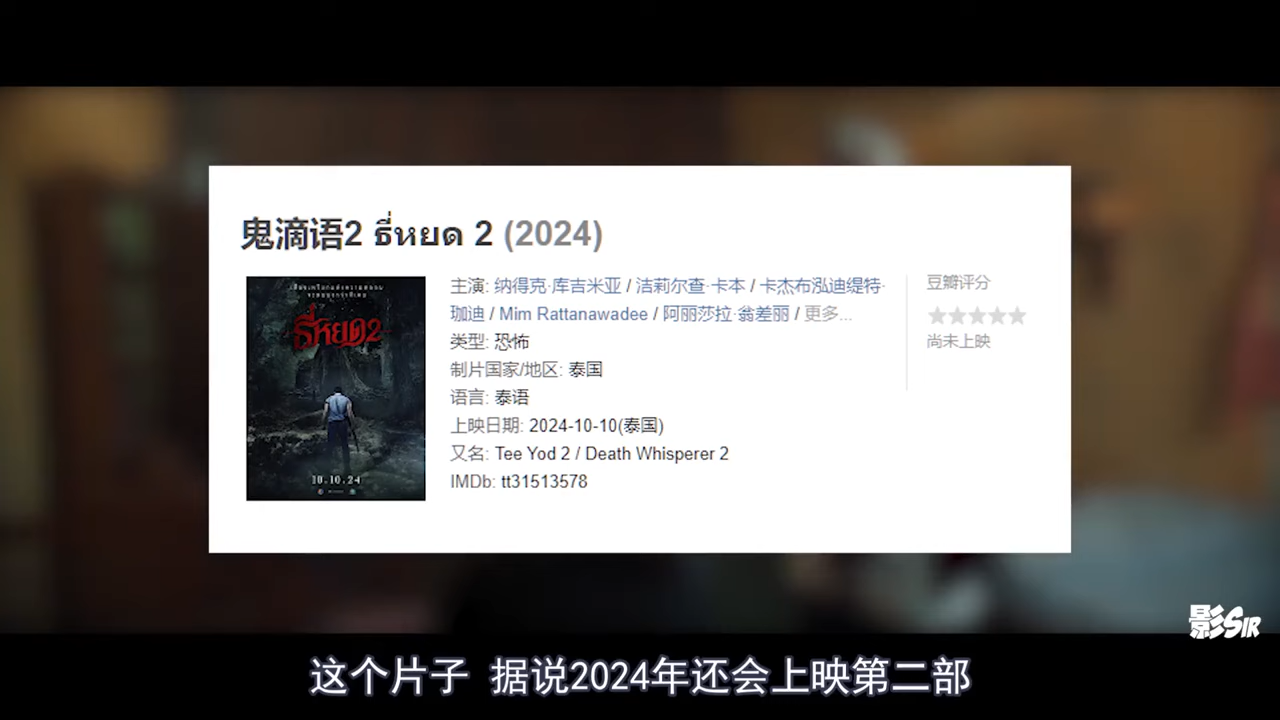 鬼滴语2 ธี่หยด 2 (2024)
主演: 纳得克·库吉米亚 / 洁莉尔查·卡本 / 卡杰布泓迪缇特·
珈迪 / Mim Rattanawadee / 阿丽莎拉·翁差丽 / 更多...
类型: 恐怖
制片国家/地区: 泰国
语言: 泰语
上映日期: 2024-10-10(泰国)
又名: Tee Yod 2 / Death Whisperer 2
IMDb: tt31513578
豆瓣评分
尚未上映
ธี่หยด2
10.10.24
影SIR
这个片子 据说2024年还会上映第二部